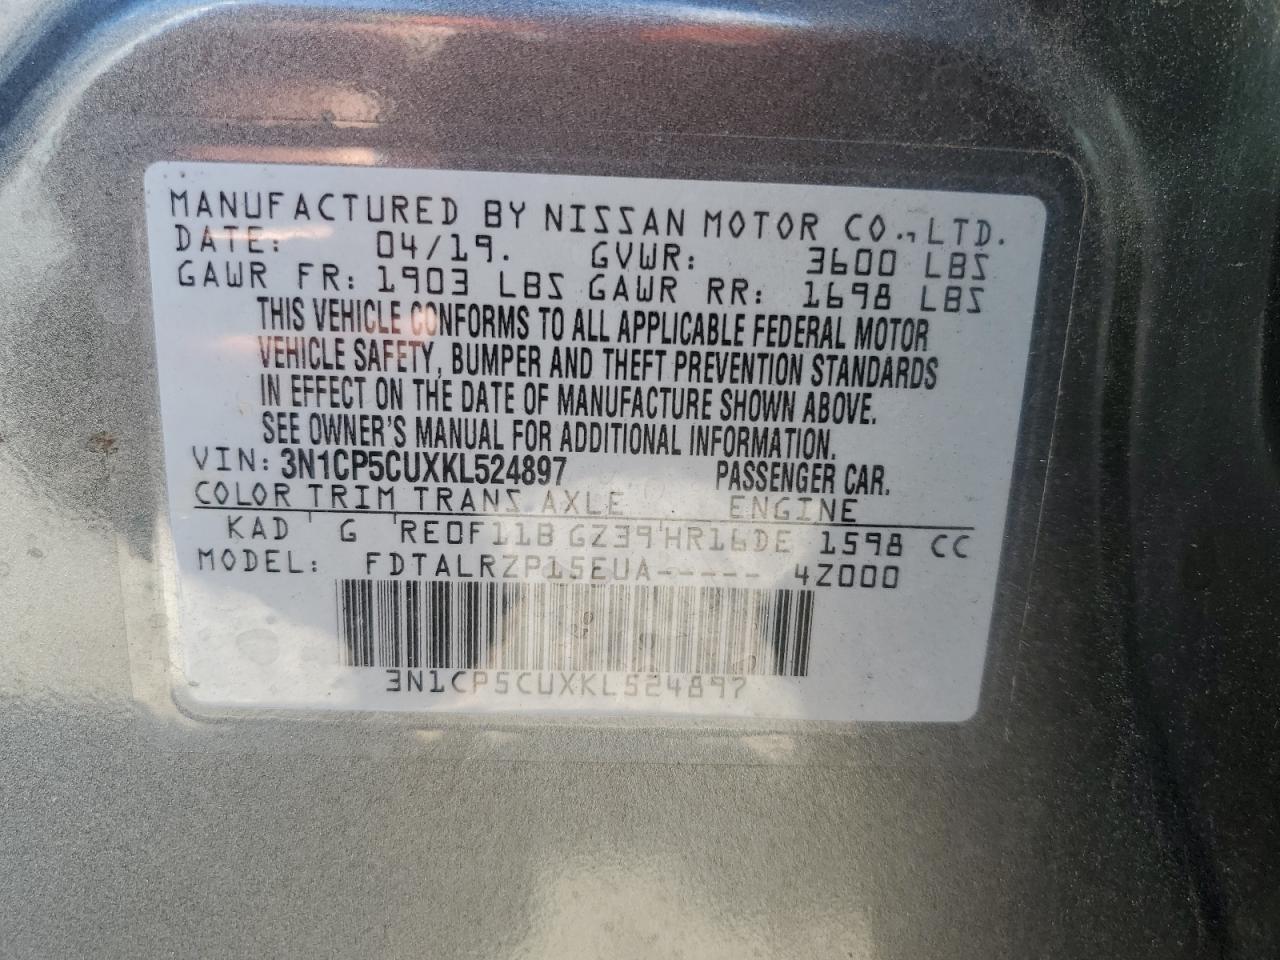 MANUFACTURED BY NISSAN MOTOR CO., LTD.
DATE: 04/19. GVWR: 3600 LBS
GAWR FR: 1903 LBS GAWR RR: 1698 LBS
THIS VEHICLE CONFORMS TO ALL APPLICABLE FEDERAL MOTOR
VEHICLE SAFETY, BUMPER AND THEFT PREVENTION STANDARDS
IN EFFECT ON THE DATE OF MANUFACTURE SHOWN ABOVE.
SEE OWNER'S MANUAL FOR ADDITIONAL INFORMATION.
VIN: 3N1CP5CUXKL524897 PASSENGER CAR.
COLOR TRIM TRANS AXLE ENGINE
KAD G RE0F11B GZ39 HR16DE 1598 CC
MODEL: FDTALRZP15EUA----- 4Z000
3N1CP5CUXKL524897